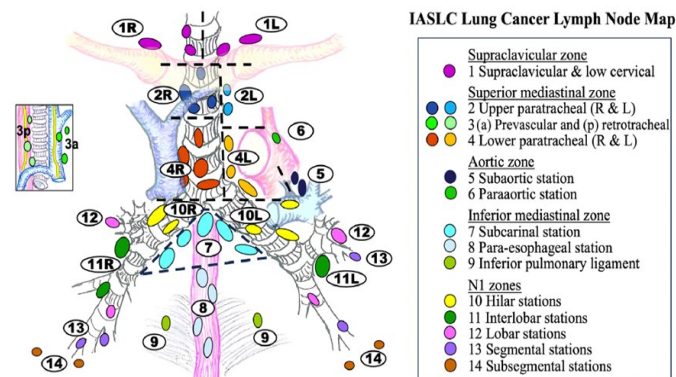 IASLC Lung Cancer Lymph Node Map
1R
1L
2R
2L
3p
3a
6
4R
4L
5
10R
10L
12
12
7
13
11R
11L
8
13
9
9
14
14
Supraclavicular zone
1 Supraclavicular & low cervical
Superior mediastinal zone
2 Upper paratracheal (R & L)
3(a) Prevascular and (p) retrotracheal
4 Lower paratracheal (R & L)
Aortic zone
5 Subaortic station
6 Paraaortic station
Inferior mediastinal zone
7 Subcarinal station
8 Para-esophageal station
9 Inferior pulmonary ligament
N1 zones
10 Hilar stations
11 Interlobar stations
12 Lobar stations
13 Segmental stations
14 Subsegmental stations